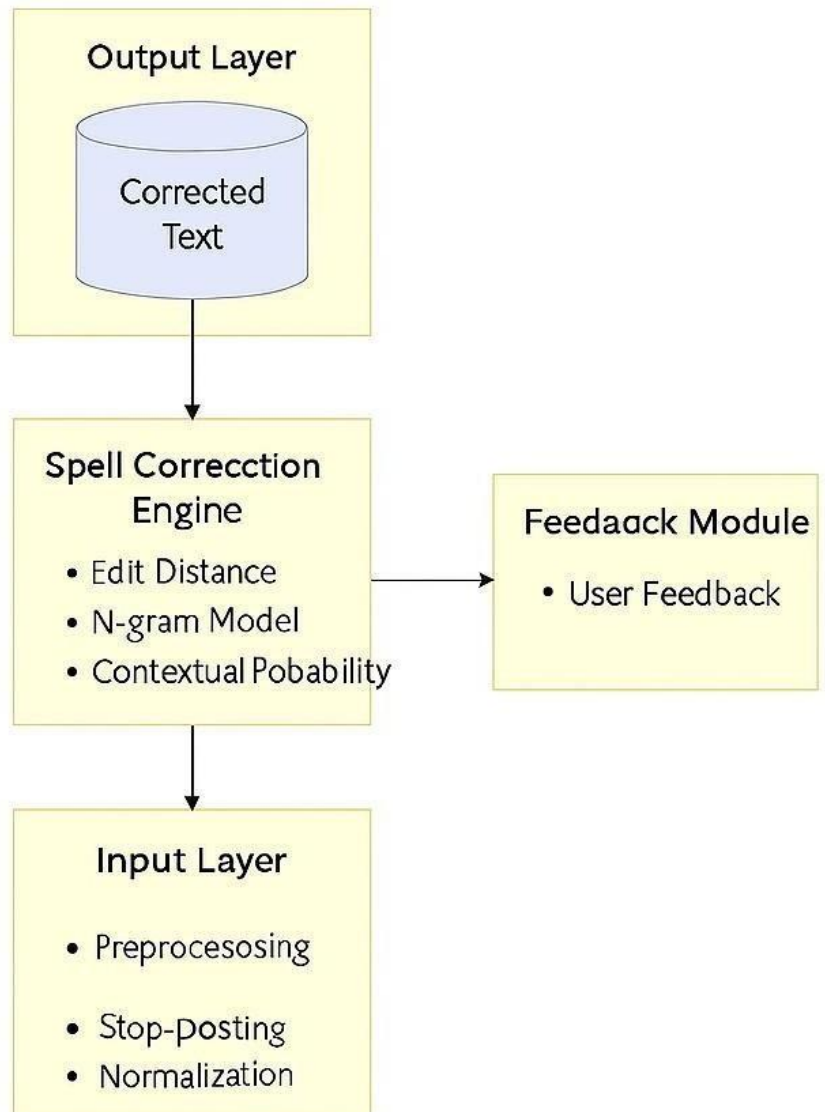 Output Layer
Corrected
Text
Spell Correcction
Engine
• Edit Distance
• N-gram Model
• Contextual Pobability
Feedaack Module
• User Feedback
Input Layer
• Preprocesosing
• Stop-posting
• Normalization